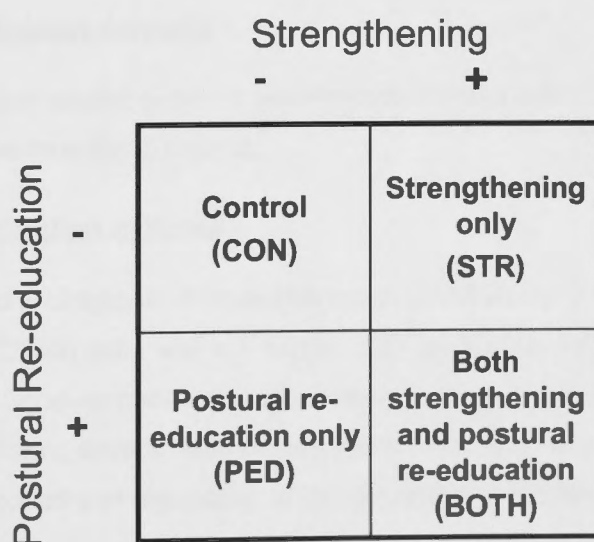 Strengthening
- +
Postural Re-education
-
+
Control
(CON)
Strengthening
only
(STR)
Postural re-
education only
(PED)
Both
strengthening
and postural
re-education
(BOTH)